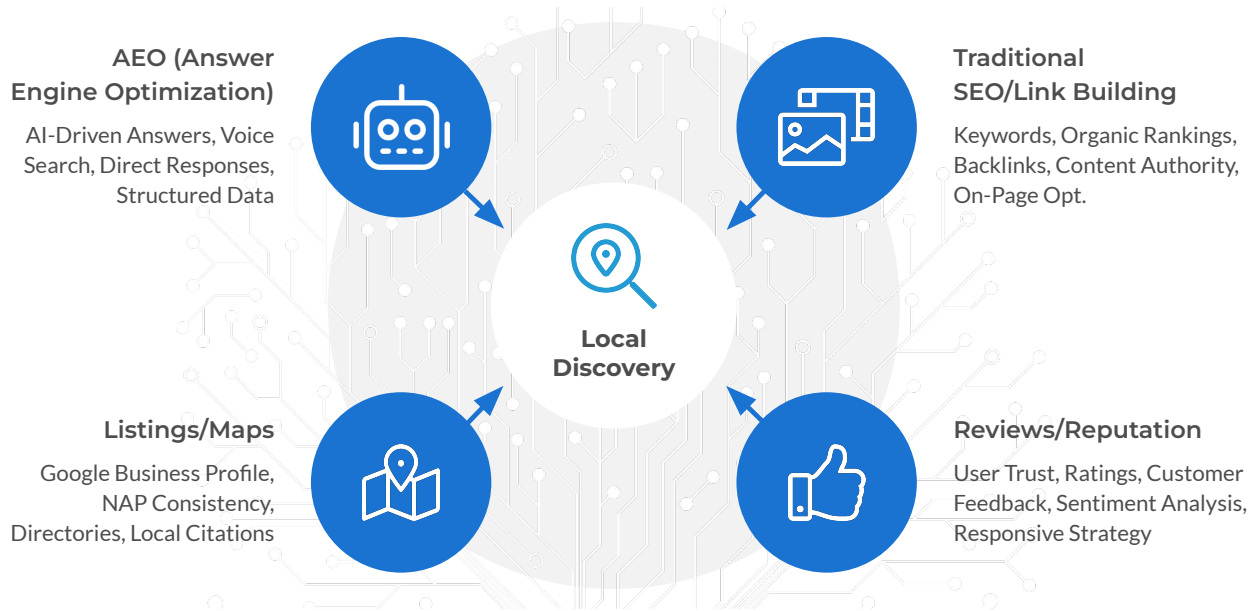 AEO (Answer
Engine Optimization)
AI-Driven Answers, Voice
Search, Direct Responses,
Structured Data
Traditional
SEO/Link Building
Keywords, Organic Rankings,
Backlinks, Content Authority,
On-Page Opt.
Local
Discovery
Listings/Maps
Google Business Profile,
NAP Consistency,
Directories, Local Citations
Reviews/Reputation
User Trust, Ratings, Customer
Feedback, Sentiment Analysis,
Responsive Strategy